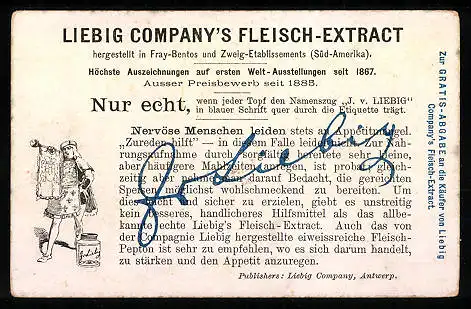 LIEBIG COMPANY'S FLEISCH-EXTRACT
hergestellt in Fray-Bentos und Zweig-Etablissements (Süd-Amerika).
Höchste Auszeichnungen auf ersten Welt-Ausstellungen seit 1867.
Ausser Preisbewerb seit 1885.
Nur echt, wenn jeder Topf den Namenszug „J. v. LIEBIG"
in blauer Schrift quer durch die Etiquette trägt.
Nervöse Menschen leiden stets an Appetitmangel.
„Zureden hilft" — in diesem Falle leider nicht. Zur Nah-
rungsaufnahme durch sorgfältig bereitete sehr kleine,
aber häufigere Mahlzeiten anregen, ist probat, gleich-
zeitig sei man aber darauf Bedacht, die gereichten
Speisen möglichst wohlschmeckend zu bereiten. Um
dies leicht und sicher zu erzielen, giebt es unstreitig
kein besseres, handlicheres Hilfsmittel als das allbe-
kannte echte Liebig's Fleisch-Extract. Auch das von
der Compagnie Liebig hergestellte eiweissreiche Fleisch-
Pepton ist sehr zu empfehlen, wo es sich darum handelt,
zu stärken und den Appetit anzuregen.
Publishers: Liebig Company, Antwerp.
J v Liebig
Zur GRATIS-ABGABE an die Käufer von Liebig
Company's Fleisch-Extract.